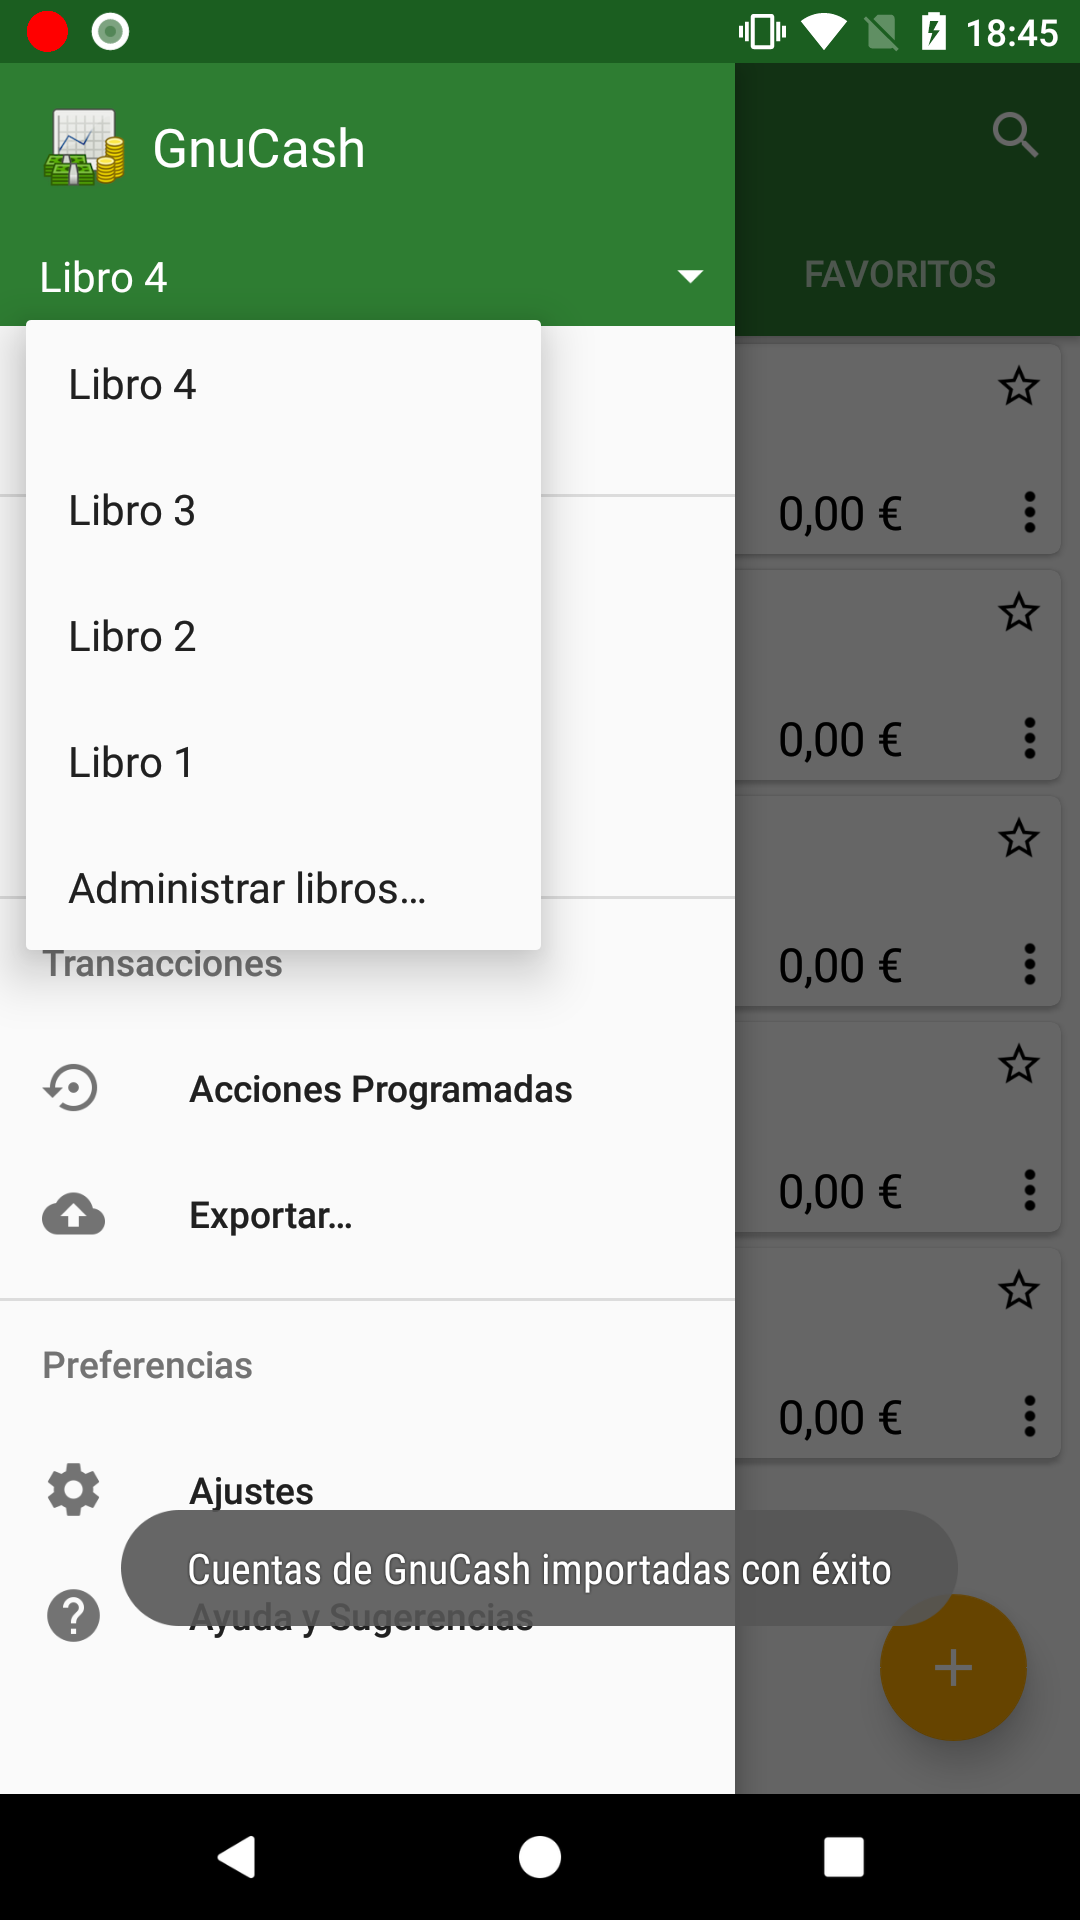 18:45
GnuCash
Libro 4
FAVORITOS
Libro 4
Libro 3
0,00 €
Libro 2
0,00 €
Libro 1
Administrar libros...
Transacciones
0,00 €
Acciones Programadas
0,00 €
Exportar...
Preferencias
0,00 €
Ajustes
Cuentas de GnuCash importadas con éxito
Ayuda y Sugerencias